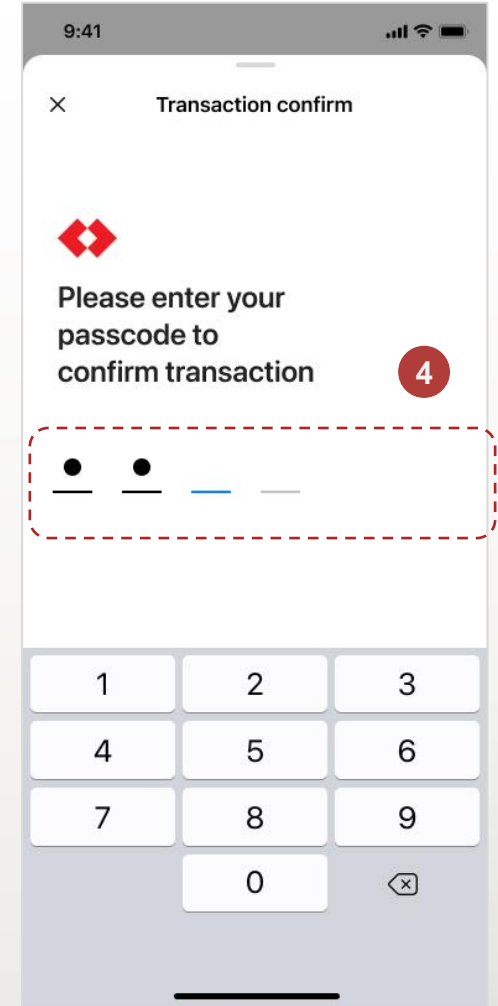 9:41
Transaction confirm
Please enter your
passcode to
confirm transaction
4
1 2 3
4 5 6
7 8 9
0